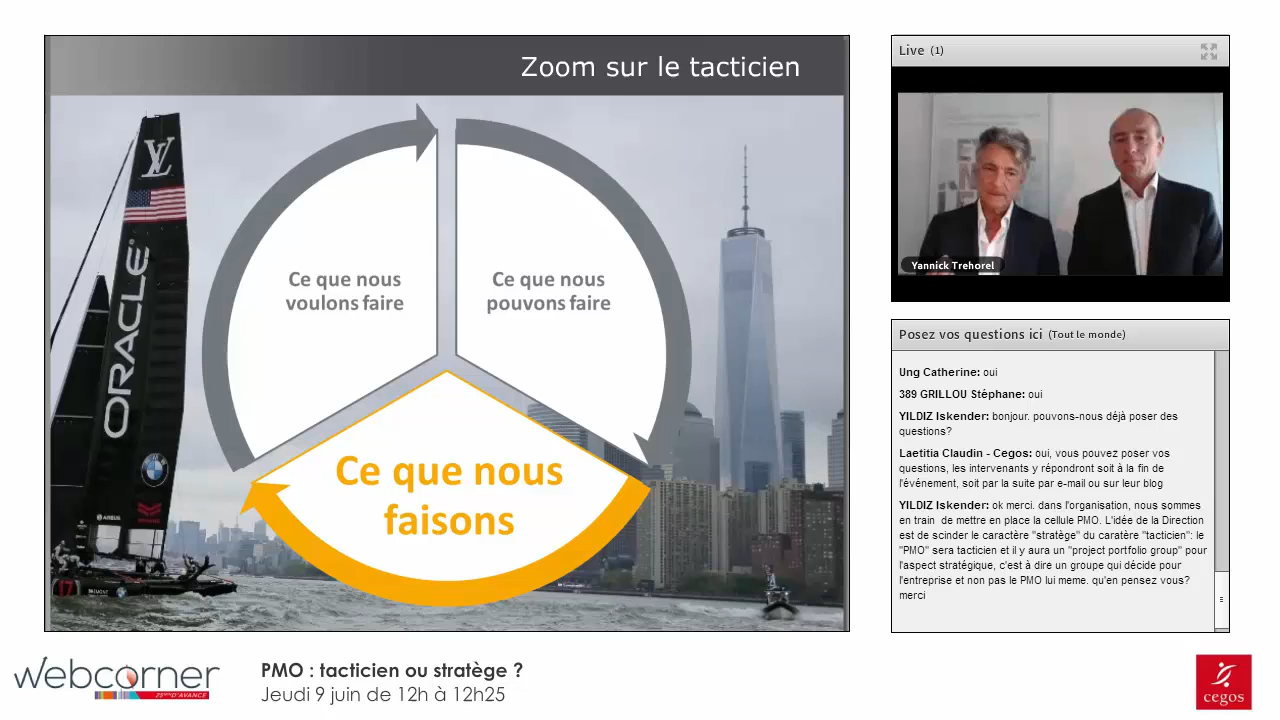 Zoom sur le tacticien
LV
ORACLE
AIRBUS
17
Ce que nous
voulons faire
Ce que nous
pouvons faire
Ce que nous
faisons
Live (1)
Yannick Trehorel
Posez vos questions ici (Tout le monde)
Ung Catherine: oui
389 GRILLOU Stéphane: oui
YILDIZ Iskender: bonjour. pouvons-nous déjà poser des
questions?
Laetitia Claudin - Cegos: oui, vous pouvez poser vos
questions, les intervenants y répondront soit à la fin de
l'événement, soit par la suite par e-mail ou sur leur blog
YILDIZ Iskender: ok merci. dans l'organisation, nous sommes
en train de mettre en place la cellule PMO. L'idée de la Direction
est de scinder le caractère "stratège" du caratère "tacticien": le
"PMO" sera tacticien et il y aura un "project portfolio group" pour
l'aspect stratégique, c'est à dire un groupe qui décide pour
l'entreprise et non pas le PMO lui meme. qu'en pensez vous?
merci
webcorner
25 MIN D'AVANCE
PMO : tacticien ou stratège ?
Jeudi 9 juin de 12h à 12h25
cegos